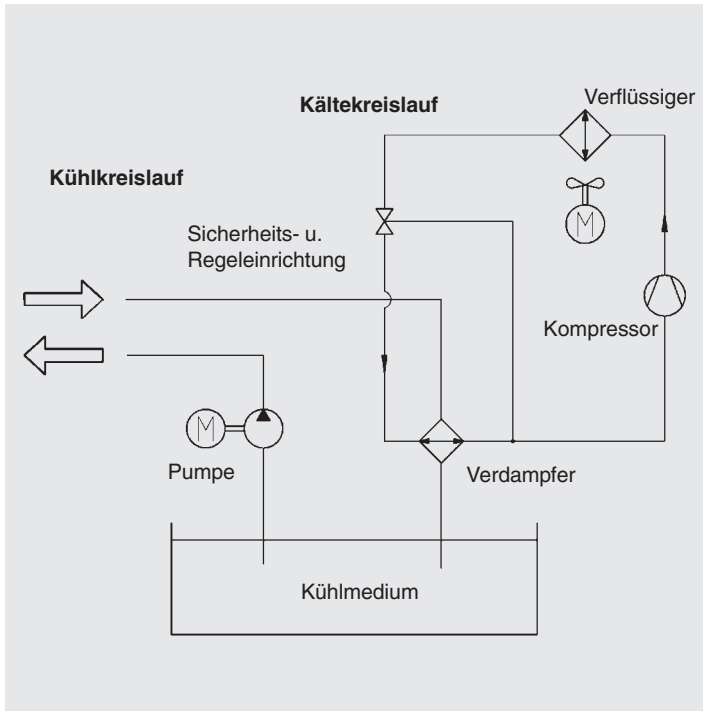 Verflüssiger
Kältekreislauf
Kühlkreislauf
M
Sicherheits- u.
Regeleinrichtung
Kompressor
M
Pumpe
Verdampfer
Kühlmedium